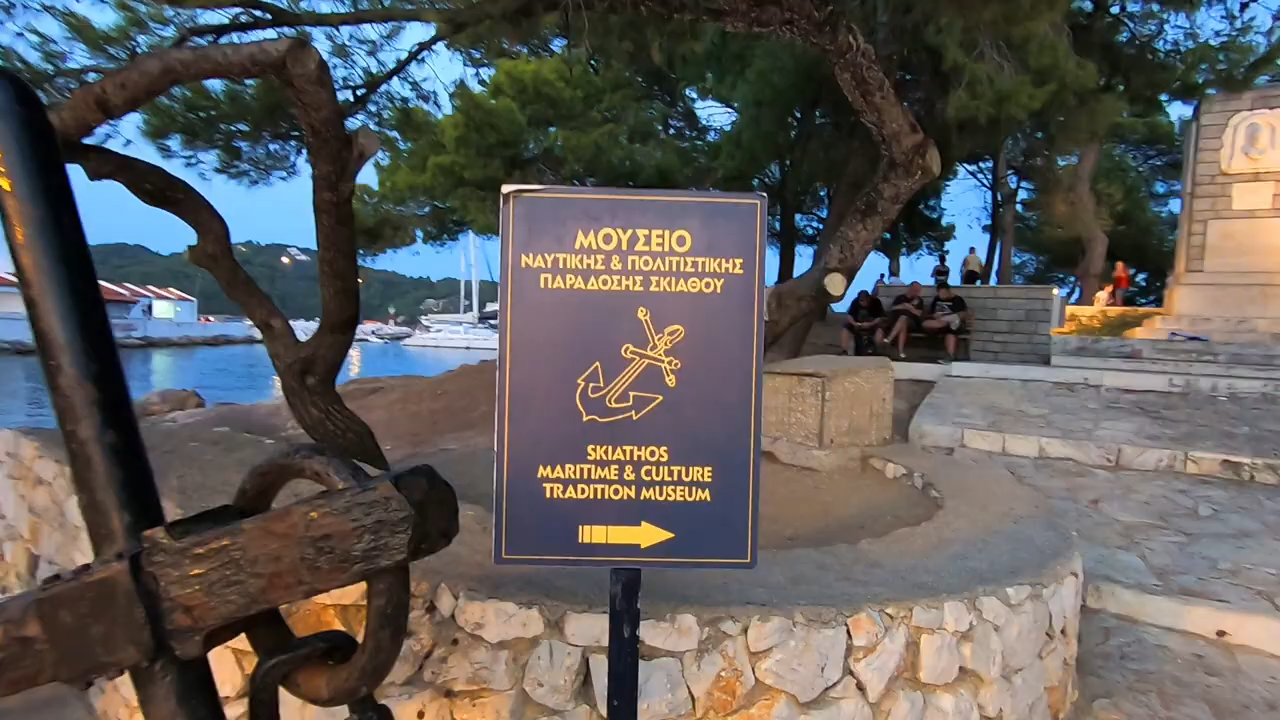 ΜΟΥΣΕΙΟ
ΝΑΥΤΙΚΗΣ & ΠΟΛΙΤΙΣΤΙΚΗΣ
ΠΑΡΑΔΟΣΗΣ ΣΚΙΑΘΟΥ
SKIATHOS
MARITIME & CULTURE
TRADITION MUSEUM